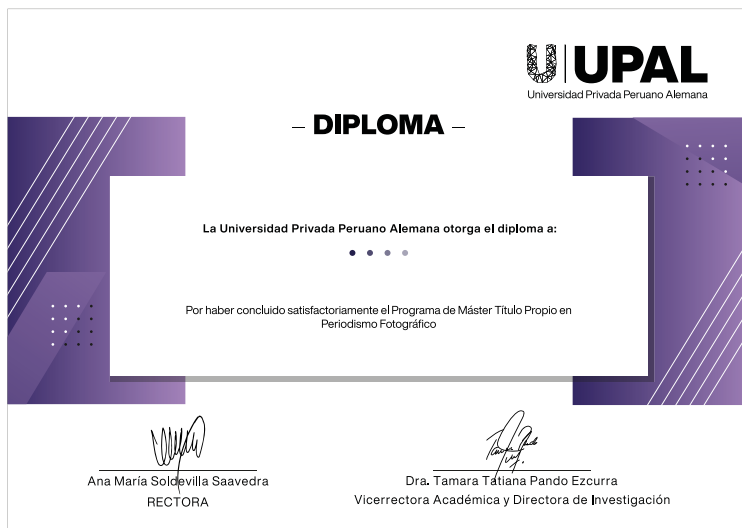 UPAL
Universidad Privada Peruano Alemana
– DIPLOMA –
La Universidad Privada Peruano Alemana otorga el diploma a:
Por haber concluido satisfactoriamente el Programa de Máster Título Propio en
Periodismo Fotográfico
Ana María Soldevilla Saavedra
RECTORA
Dra. Tamara Tatiana Pando Ezcurra
Vicerrectora Académica y Directora de Investigación